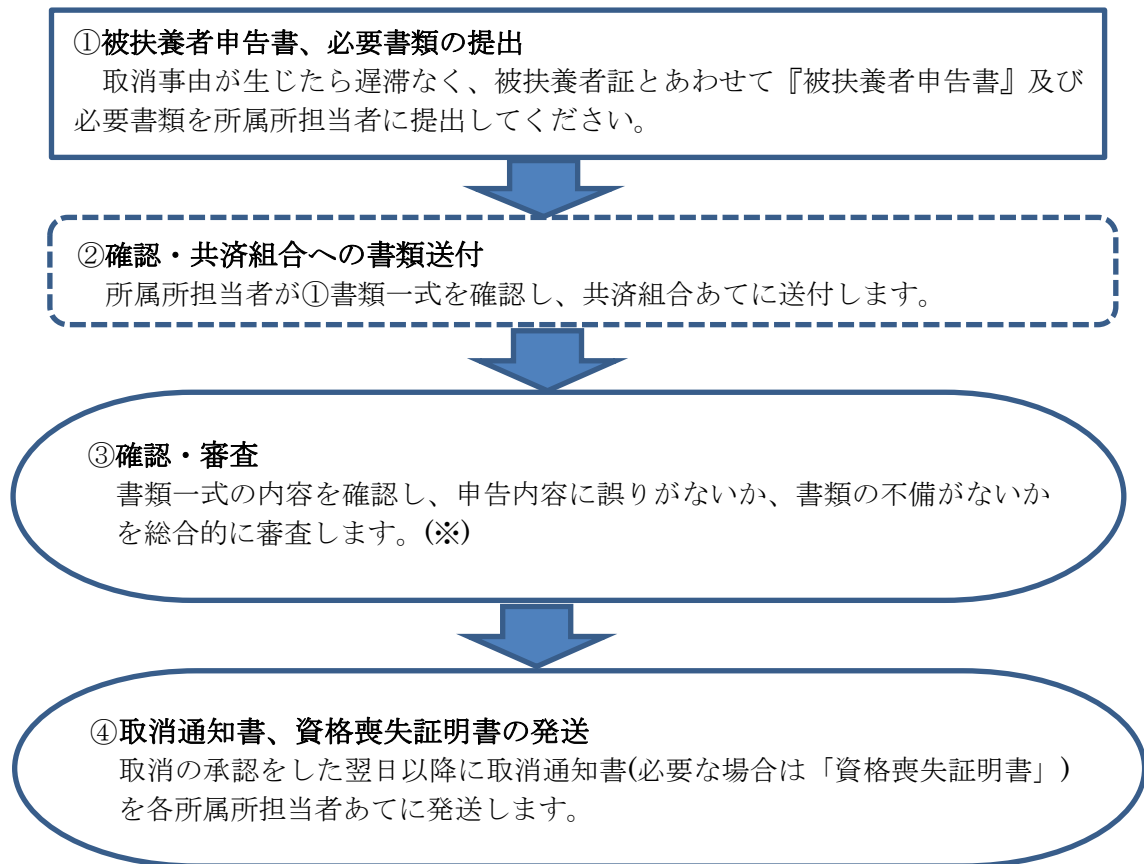 ①被扶養者申告書、必要書類の提出
取消事由が生じたら遅滞なく、被扶養者証とあわせて『被扶養者申告書』及び
必要書類を所属所担当者に提出してください。
②確認・共済組合への書類送付
所属所担当者が①書類一式を確認し、共済組合あてに送付します。
③確認・審査
書類一式の内容を確認し、申告内容に誤りがないか、書類の不備がないか
を総合的に審査します。(※)
④取消通知書、資格喪失証明書の発送
取消の承認をした翌日以降に取消通知書(必要な場合は「資格喪失証明書」)
を各所属所担当者あてに発送します。